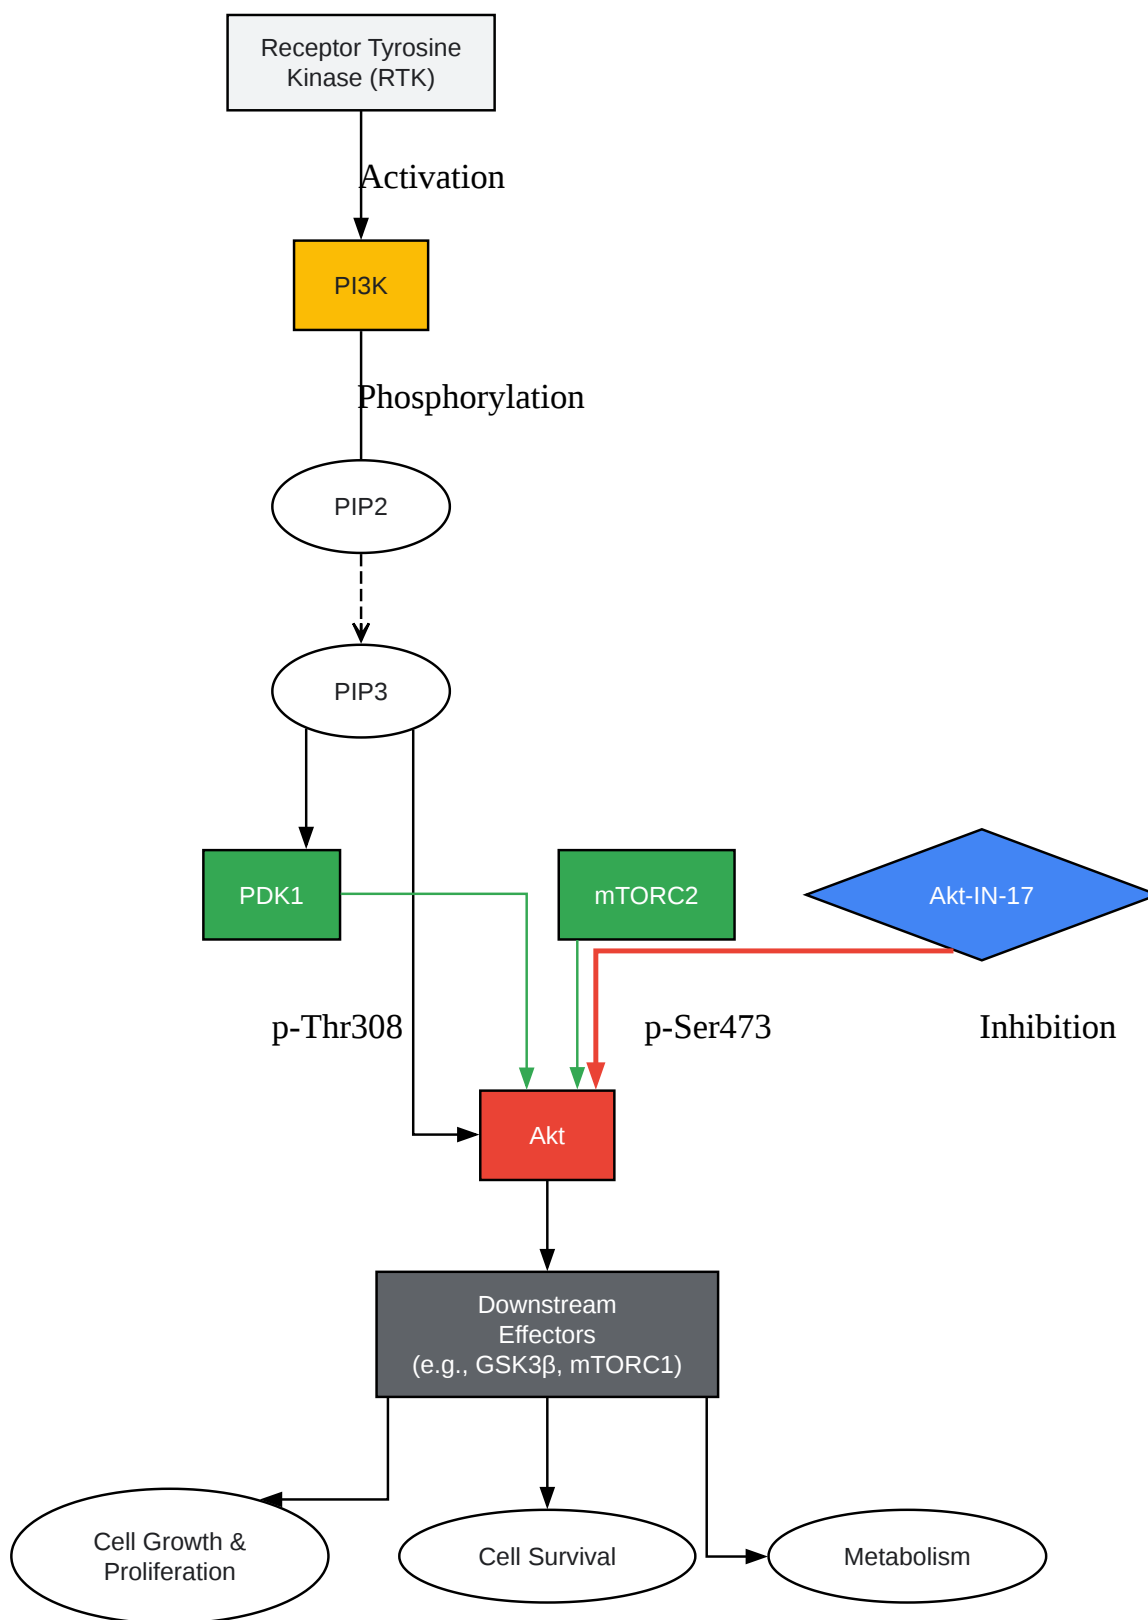 Receptor Tyrosine
Kinase (RTK)
Activation
PI3K
Phosphorylation
PIP2
PIP3
PDK1
mTORC2
Akt-IN-17
p-Thr308
p-Ser473
Inhibition
Akt
Downstream
Effectors
(e.g., GSK3β, mTORC1)
Cell Growth &
Proliferation
Cell Survival
Metabolism